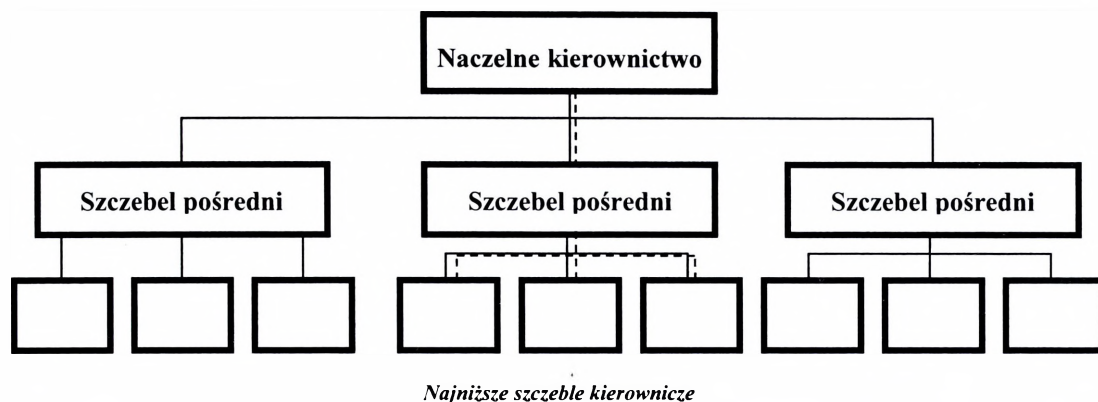 Naczelne kierownictwo
Szczebel pośredni
Szczebel pośredni
Szczebel pośredni
Najniższe szczeble kierownicze